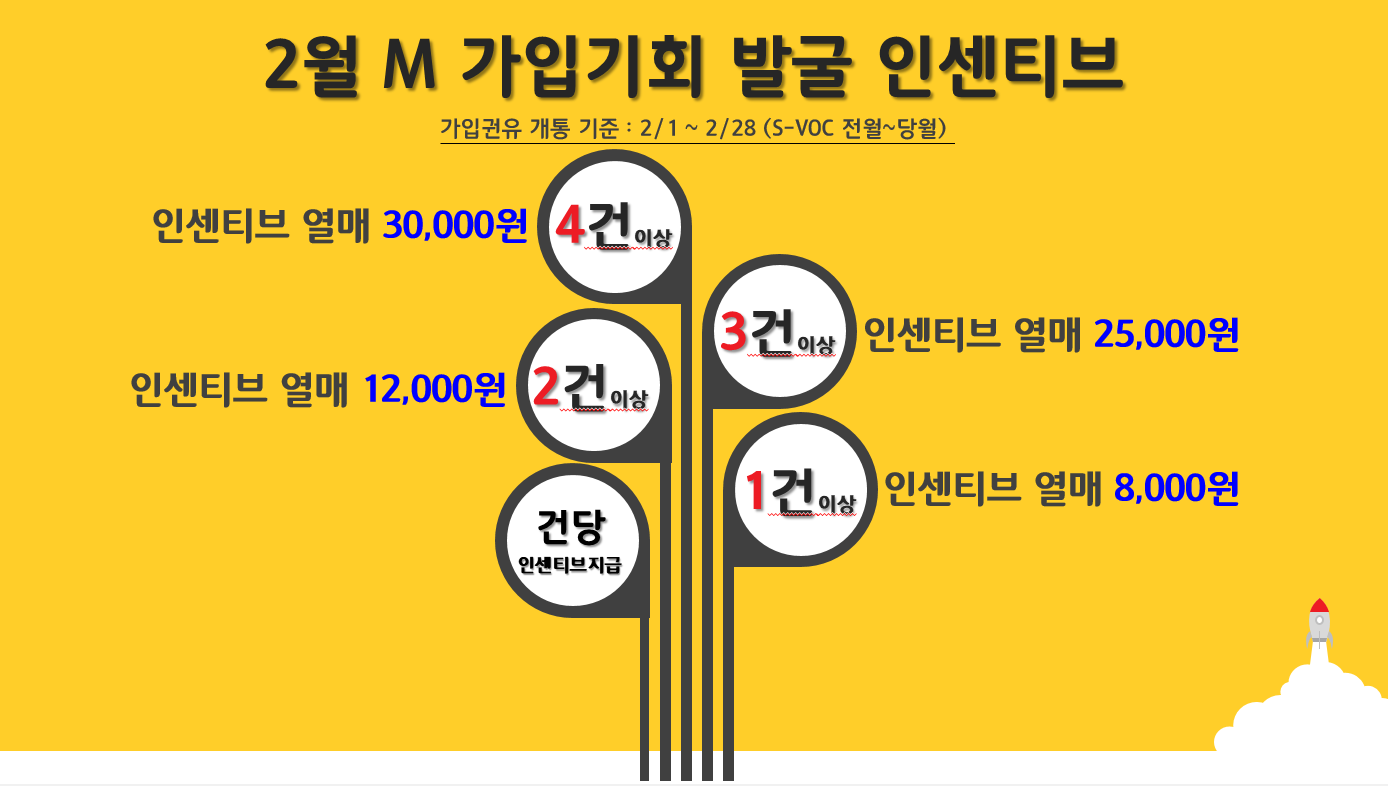 2월 M 가입기회 발굴 인센티브
가입권유 개통 기준 : 2/1 ~ 2/28 (S-VOC 전월~당월)
인센티브 열매 30,000원
4건 이상
3건 이상
인센티브 열매 25,000원
인센티브 열매 12,000원
2건 이상
1건 이상
인센티브 열매 8,000원
건당
인센티브지급